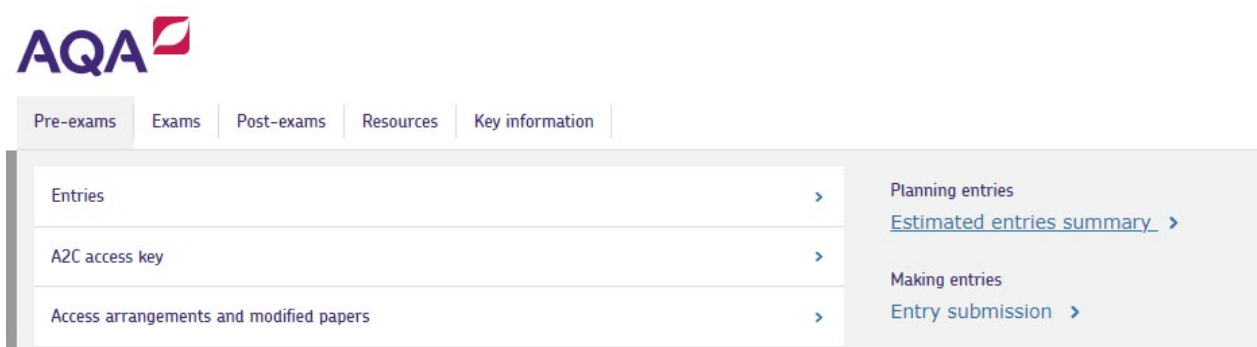 AQA
Pre-exams Exams Post-exams Resources Key information
Entries
A2C access key
Access arrangements and modified papers
Planning entries
Estimated entries summary
Making entries
Entry submission